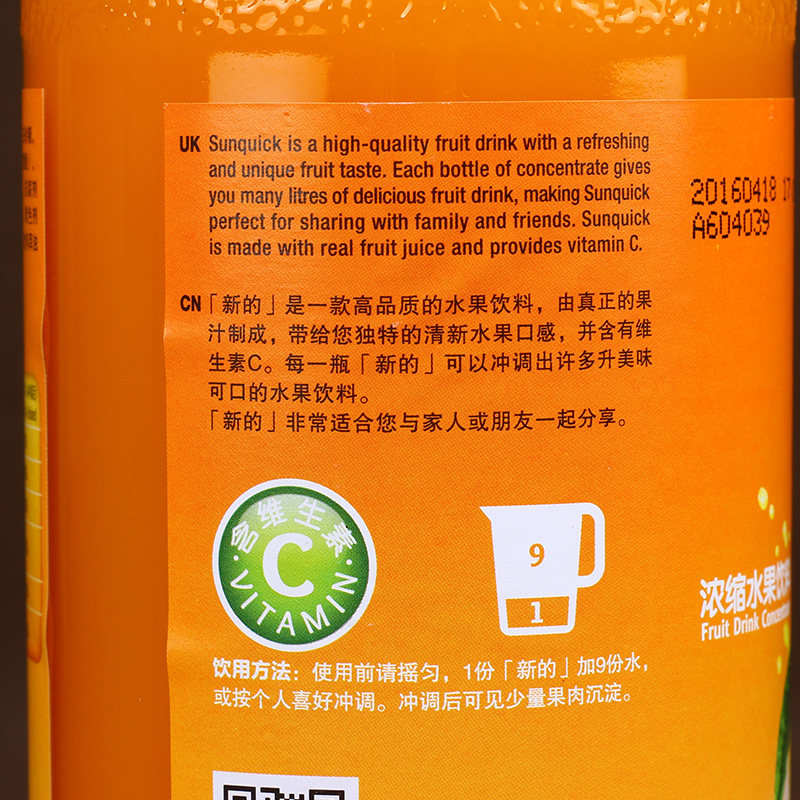 UK Sunquick is a high-quality fruit drink with a refreshing
and unique fruit taste. Each bottle of concentrate gives
you many litres of delicious fruit drink, making Sunquick
perfect for sharing with family and friends. Sunquick
is made with real fruit juice and provides vitamin C.
20160418 17
A604039
CN「新的」是一款高品质的水果饮料，由真正的果
汁制成，带给您独特的清新水果口感，并含有维
生素C。每一瓶「新的」可以冲调出许多升美味
可口的水果饮料。
「新的」非常适合您与家人或朋友一起分享。
含维生素
C
VITAMIN
9
1
浓缩水果饮
Fruit Drink
饮用方法：使用前请摇匀，1份「新的」加9份水，
或按个人喜好冲调。冲调后可见少量果肉沉淀。